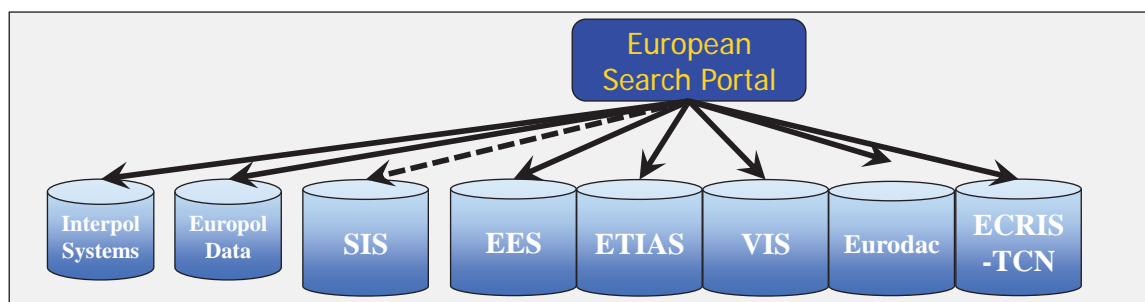 European
Search Portal
Interpol
Systems
Europol
Data
SIS
EES
ETIAS
VIS
Eurodac
ECRIS
-TCN